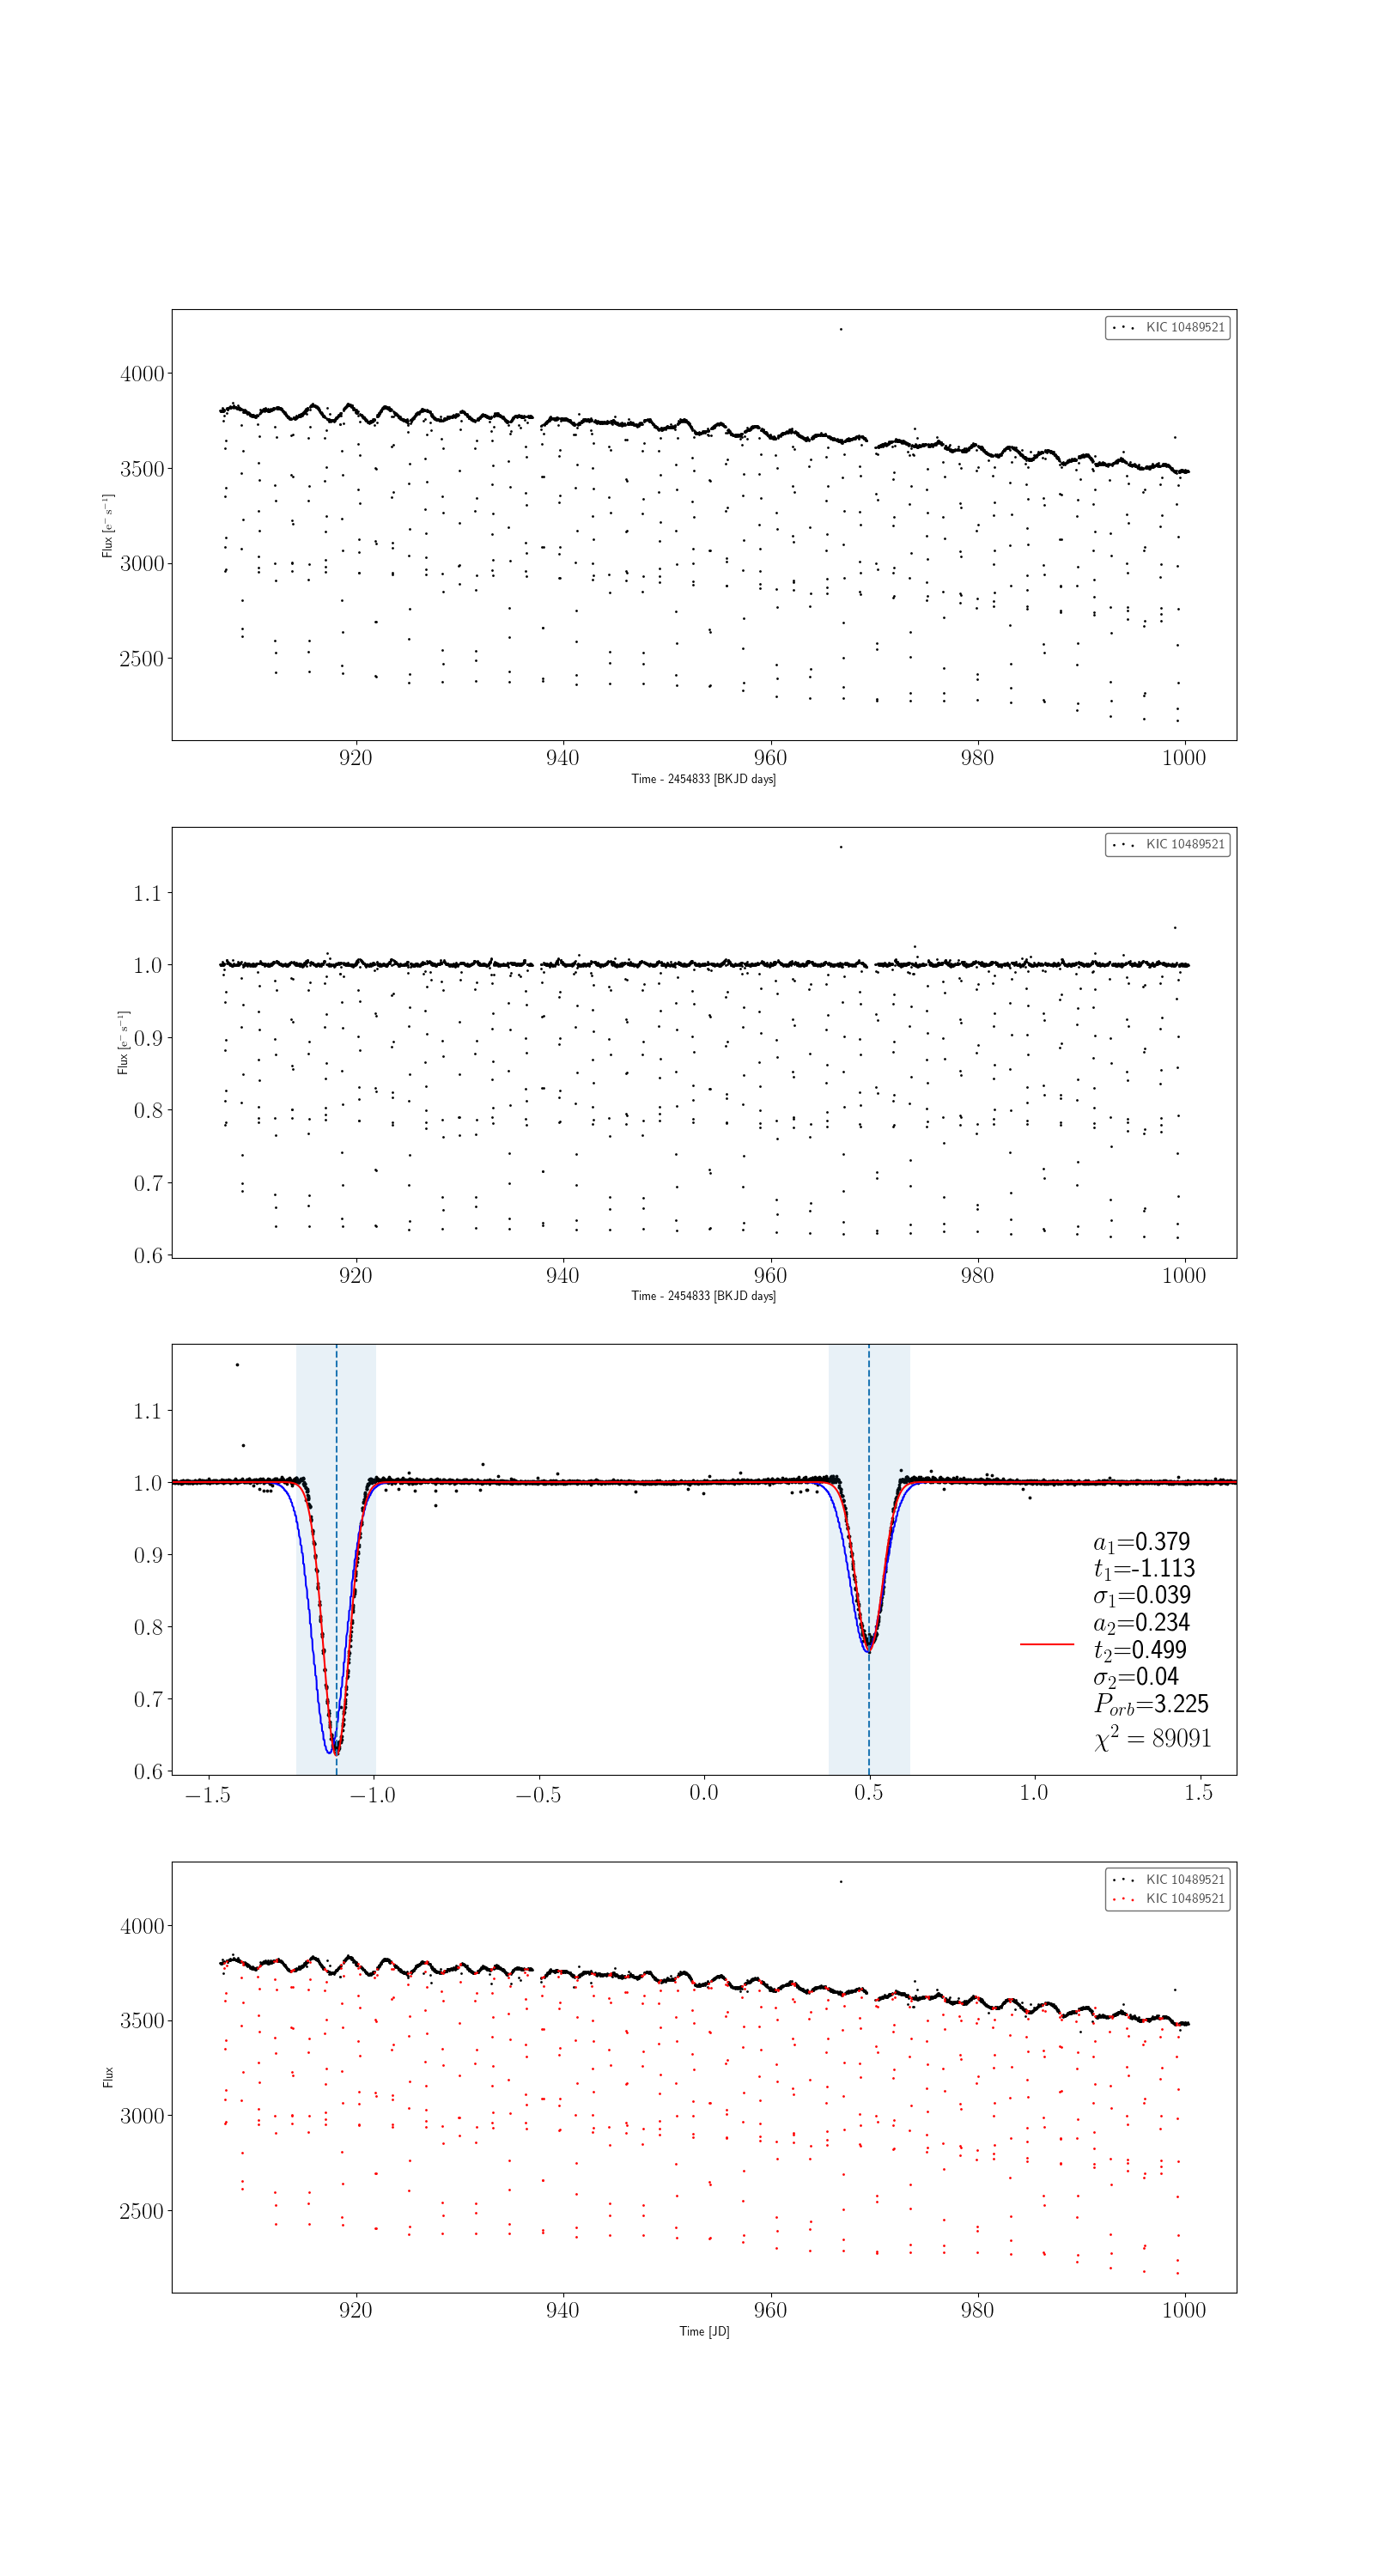 KIC 10489521
4000
3500
3000
2500
Flux [e⁻ s⁻¹]
920 940 960 980 1000
Time - 2454833 [BKJD days]
KIC 10489521
1.1
1.0
0.9
0.8
0.7
0.6
Flux [e⁻ s⁻¹]
920 940 960 980 1000
Time - 2454833 [BKJD days]
1.1
1.0
0.9
0.8
0.7
0.6
a₁=0.379
t₁=-1.113
σ₁=0.039
a₂=0.234
t₂=0.499
σ₂=0.04
P_orb=3.225
χ² = 89091
−1.5 −1.0 −0.5 0.0 0.5 1.0 1.5
KIC 10489521
KIC 10489521
4000
3500
3000
2500
Flux
920 940 960 980 1000
Time [JD]